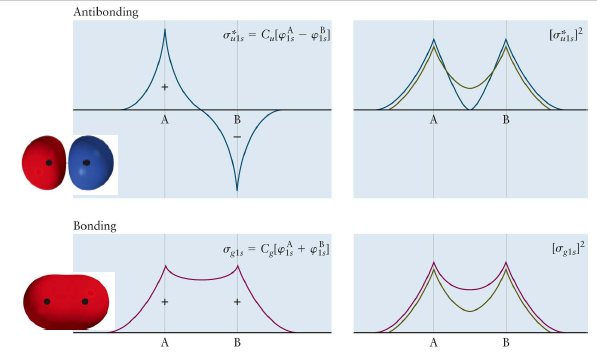 Antibonding
σ*u1s = Cu[φA1s − φB1s]
[σ*u1s]2
+
A
B
−
A
B
Bonding
σg1s = Cg[φA1s + φB1s]
[σg1s]2
+
+
A
B
A
B